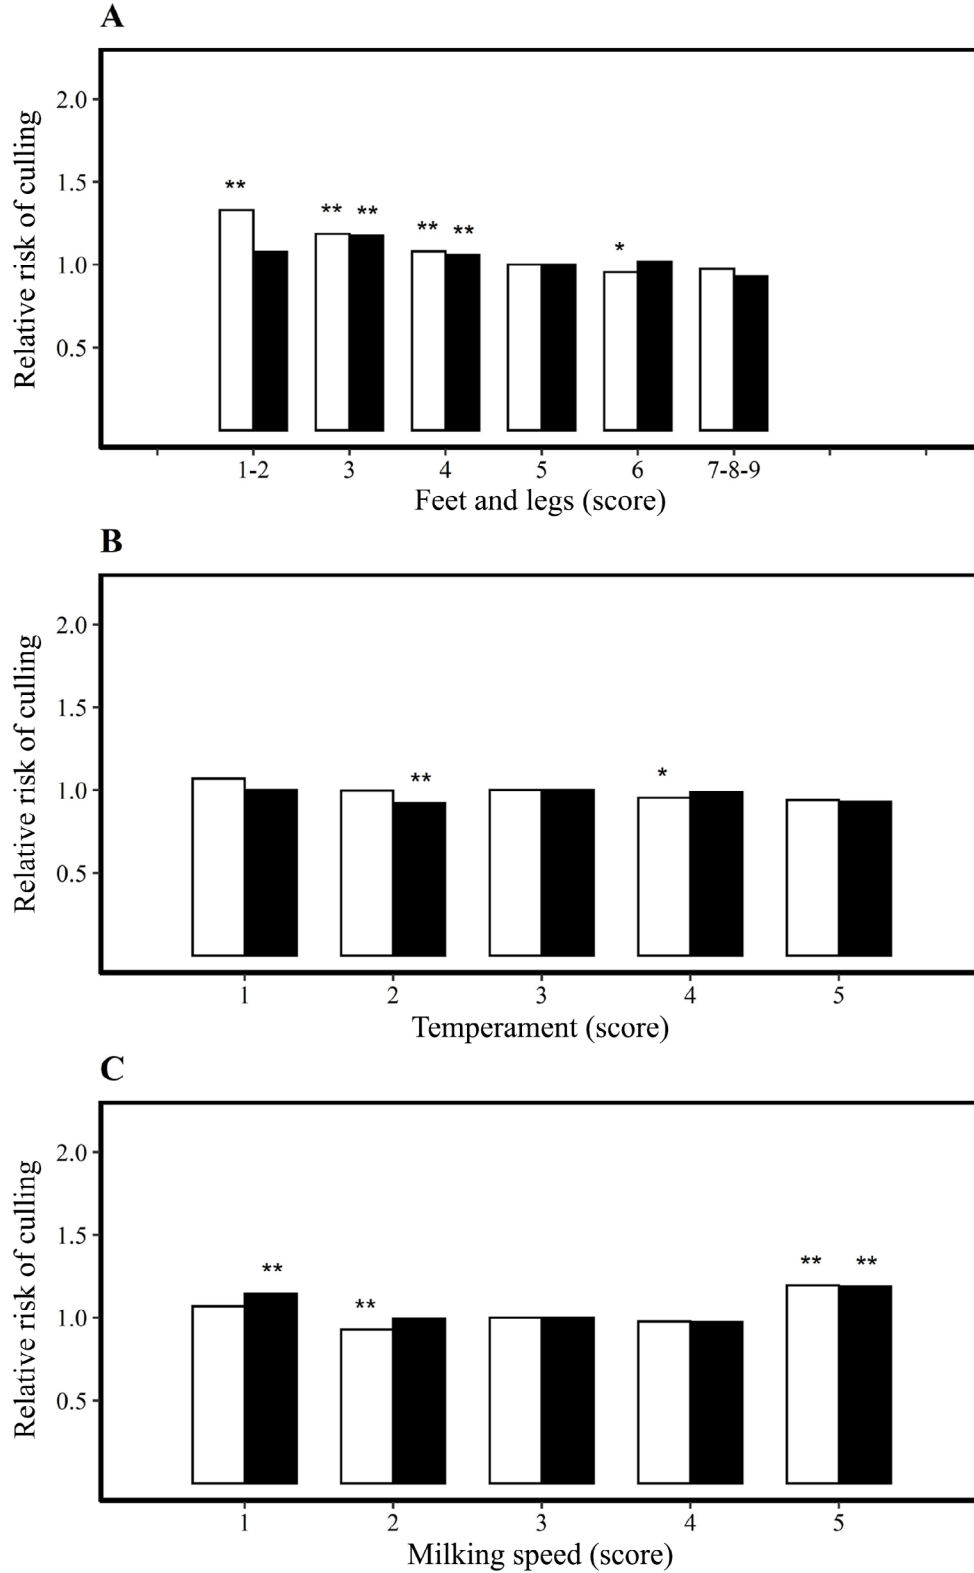 A
Relative risk of culling
2.0
1.5
1.0
0.5
**
** **
** **
*
1-2 3 4 5 6 7-8-9
Feet and legs (score)
B
Relative risk of culling
2.0
1.5
1.0
0.5
**
*
1 2 3 4 5
Temperament (score)
C
Relative risk of culling
2.0
1.5
1.0
0.5
**
**
** **
1 2 3 4 5
Milking speed (score)